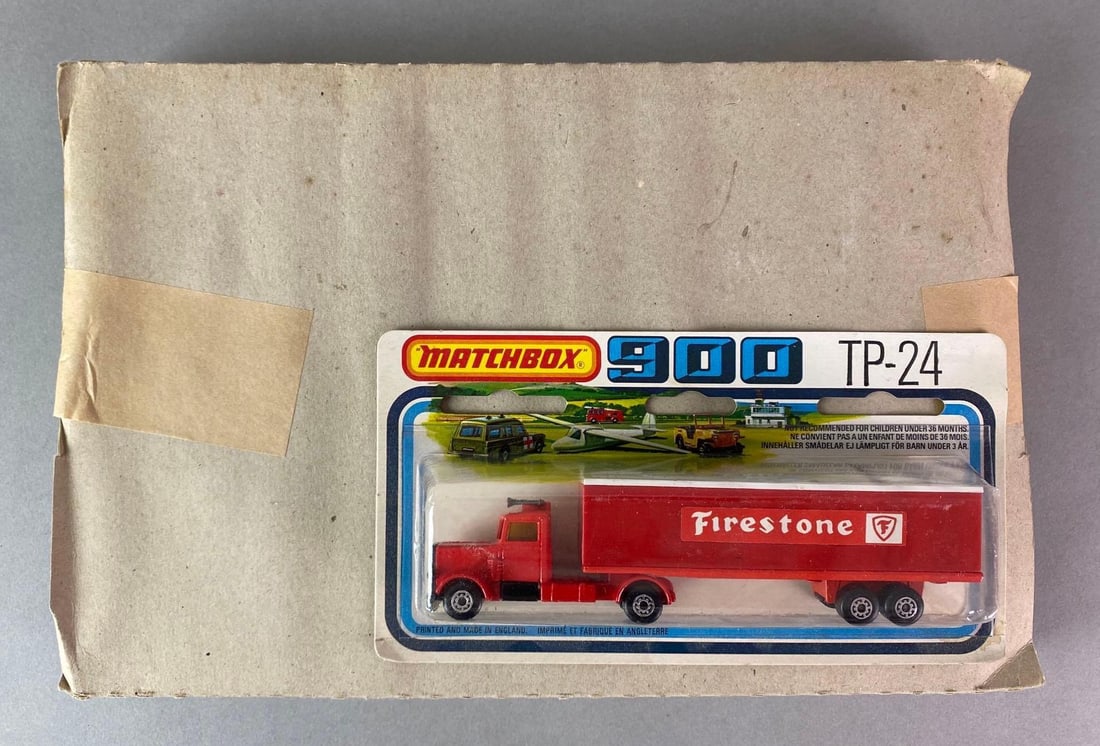 "MATCHBOX"® 900 TP-24
NOT RECOMMENDED FOR CHILDREN UNDER 36 MONTHS.
NE CONVIENT PAS A UN ENFANT DE MOINS DE 36 MOIS.
INNEHÅLLER SMÅDELAR EJ LÄMPLIGT FÖR BARN UNDER 3 ÅR.
Firestone F
PRINTED AND MADE IN ENGLAND. IMPRIMÉ ET FABRIQUÉ EN ANGLETERRE